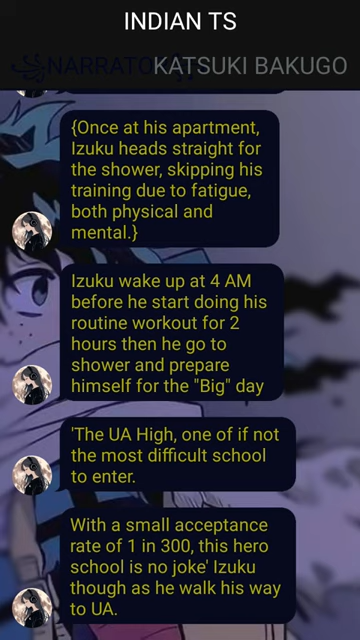 INDIAN TS
NARRATO KATSUKI BAKUGO
{Once at his apartment,
Izuku heads straight for
the shower, skipping his
training due to fatigue,
both physical and
mental.}
Izuku wake up at 4 AM
before he start doing his
routine workout for 2
hours then he go to
shower and prepare
himself for the "Big" day
'The UA High, one of if not
the most difficult school
to enter.
With a small acceptance
rate of 1 in 300, this hero
school is no joke' Izuku
though as he walk his way
to UA.